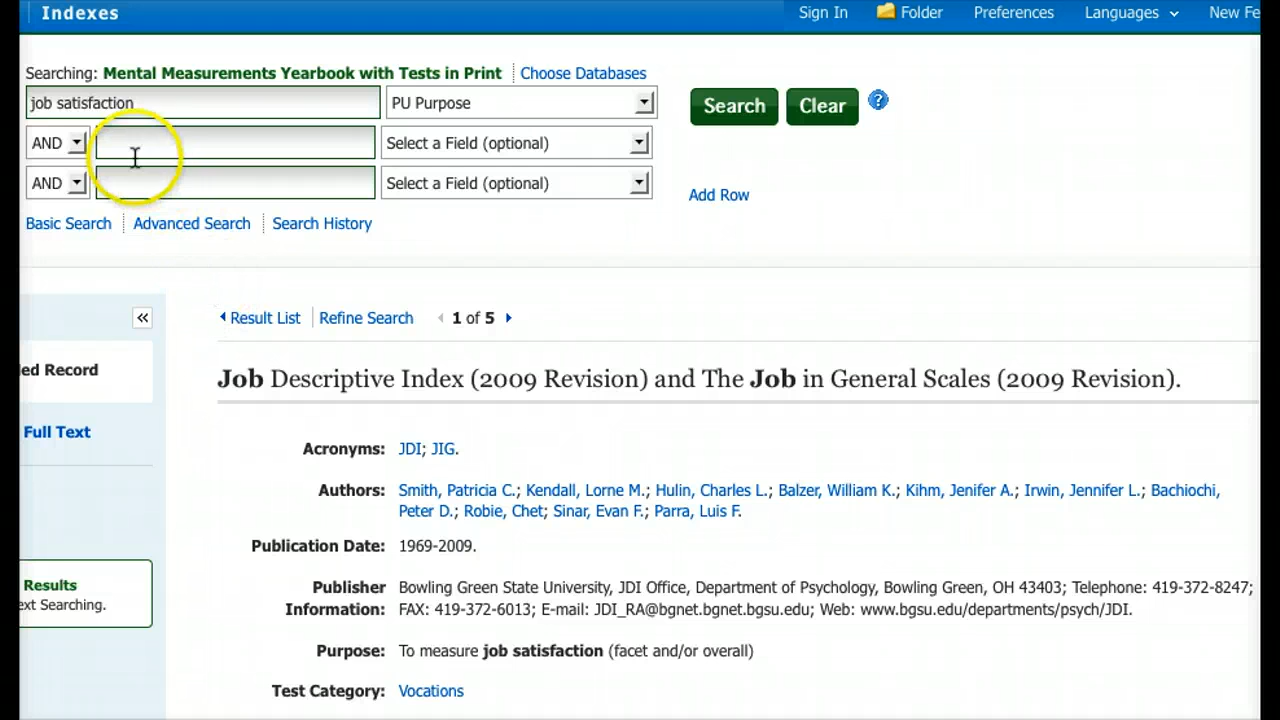 Indexes Sign In Folder Preferences Languages New Fe
Searching: Mental Measurements Yearbook with Tests in Print Choose Databases
job satisfaction PU Purpose Search Clear ?
AND Select a Field (optional)
AND Select a Field (optional) Add Row
Basic Search Advanced Search Search History
« Result List Refine Search 1 of 5
ed Record
Job Descriptive Index (2009 Revision) and The Job in General Scales (2009 Revision).
Full Text
Acronyms: JDI; JIG.
Authors: Smith, Patricia C.; Kendall, Lorne M.; Hulin, Charles L.; Balzer, William K.; Kihm, Jenifer A.; Irwin, Jennifer L.; Bachiochi,
Peter D.; Robie, Chet; Sinar, Evan F.; Parra, Luis F.
Publication Date: 1969-2009.
Results
ext Searching.
Publisher Bowling Green State University, JDI Office, Department of Psychology, Bowling Green, OH 43403; Telephone: 419-372-8247;
Information: FAX: 419-372-6013; E-mail: JDI_RA@bgnet.bgnet.bgsu.edu; Web: www.bgsu.edu/departments/psych/JDI.
Purpose: To measure job satisfaction (facet and/or overall)
Test Category: Vocations